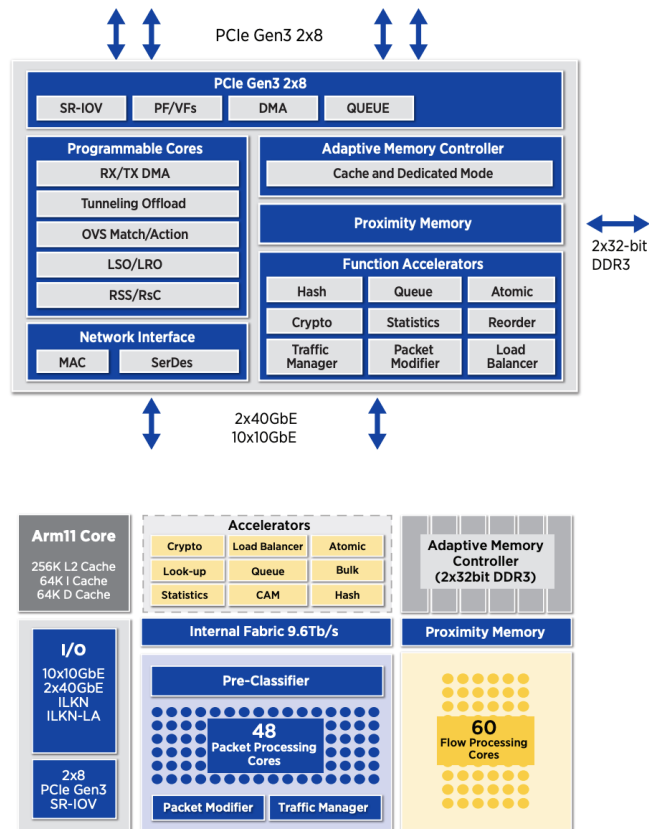 PCIe Gen3 2x8
PCIe Gen3 2x8
SR-IOV
PF/VFs
DMA
QUEUE
Programmable Cores
RX/TX DMA
Tunneling Offload
OVS Match/Action
LSO/LRO
RSS/RsC
Network Interface
MAC
SerDes
Adaptive Memory Controller
Cache and Dedicated Mode
Proximity Memory
Function Accelerators
Hash
Queue
Atomic
Crypto
Statistics
Reorder
Traffic
Manager
Packet
Modifier
Load
Balancer
2x32-bit
DDR3
2x40GbE
10x10GbE
Arm11 Core
256K L2 Cache
64K I Cache
64K D Cache
Accelerators
Crypto
Load Balancer
Atomic
Look-up
Queue
Bulk
Statistics
CAM
Hash
Adaptive Memory
Controller
(2x32bit DDR3)
I/O
10x10GbE
2x40GbE
ILKN
ILKN-LA
2x8
PCIe Gen3
SR-IOV
Internal Fabric 9.6Tb/s
Pre-Classifier
48
Packet Processing
Cores
Packet Modifier
Traffic Manager
Proximity Memory
60
Flow Processing
Cores